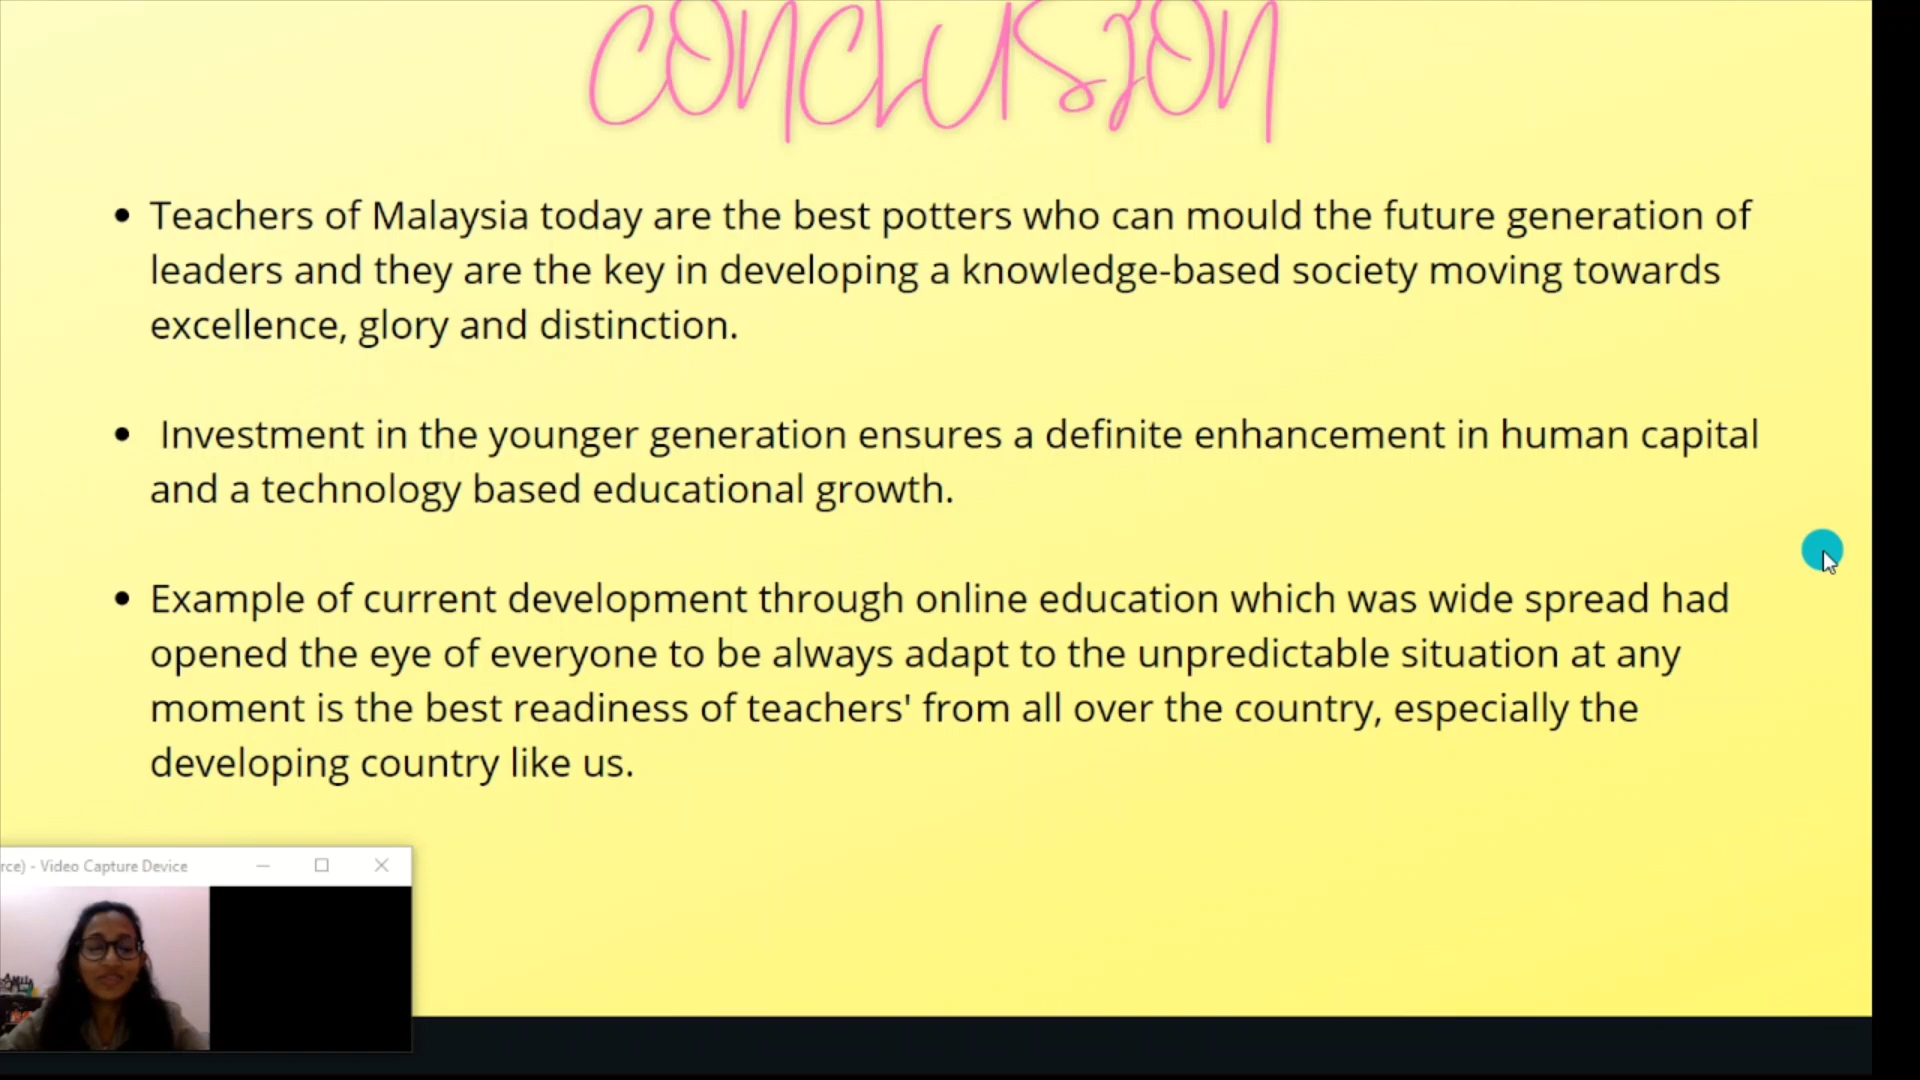 CONCLUSION
• Teachers of Malaysia today are the best potters who can mould the future generation of
leaders and they are the key in developing a knowledge-based society moving towards
excellence, glory and distinction.
• Investment in the younger generation ensures a definite enhancement in human capital
and a technology based educational growth.
• Example of current development through online education which was wide spread had
opened the eye of everyone to be always adapt to the unpredictable situation at any
moment is the best readiness of teachers' from all over the country, especially the
developing country like us.
rce) - Video Capture Device